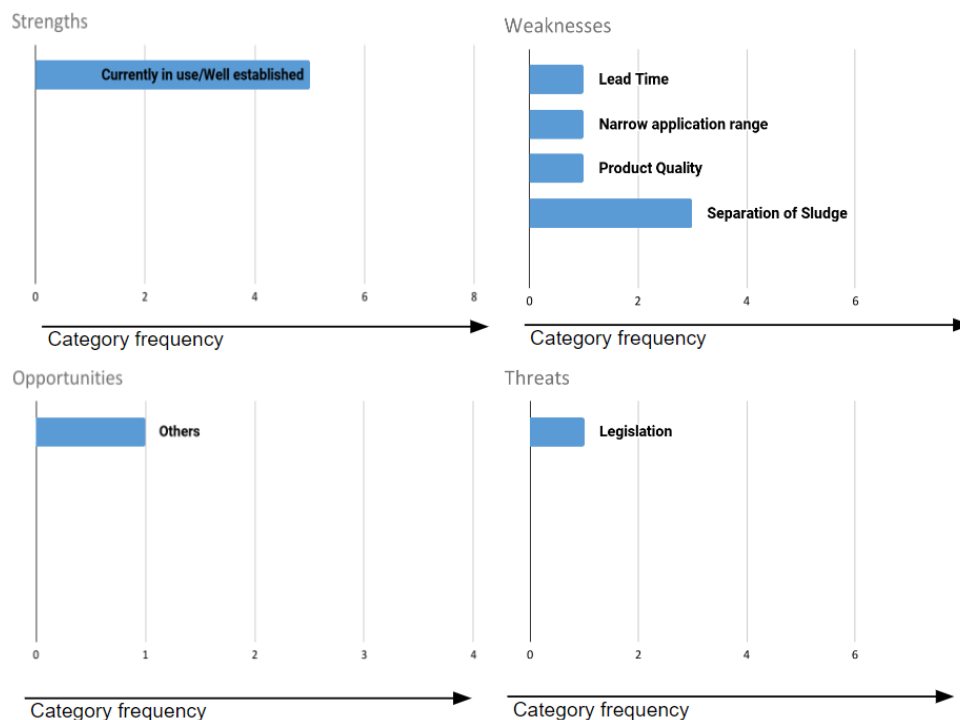 Strengths
Currently in use/Well established
0 2 4 6 8
Category frequency
Weaknesses
Lead Time
Narrow application range
Product Quality
Separation of Sludge
0 2 4 6
Category frequency
Opportunities
Others
0 1 2 3 4
Category frequency
Threats
Legislation
0 2 4 6
Category frequency